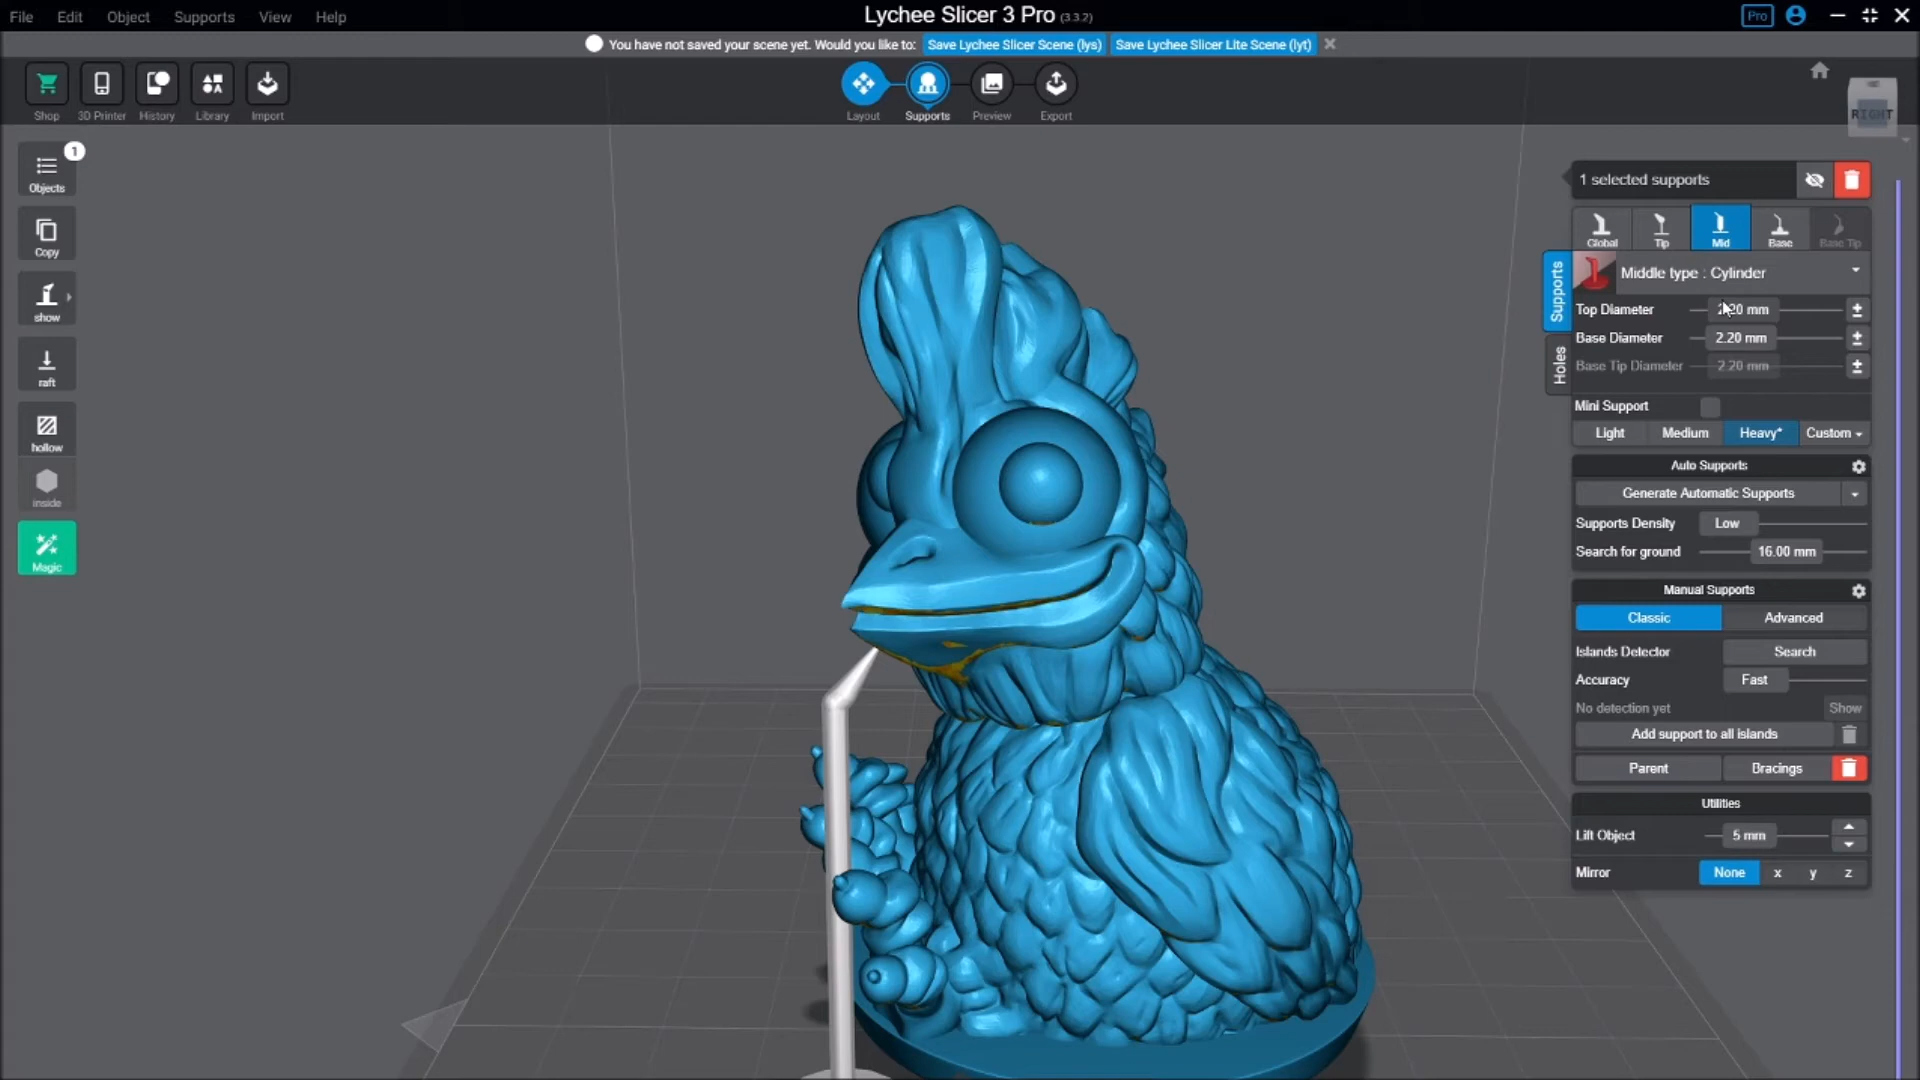 File Edit Object Supports View Help
Lychee Slicer 3 Pro (3.3.2)
Pro
You have not saved your scene yet. Would you like to: Save Lychee Slicer Scene (lys) Save Lychee Slicer Lite Scene (lyt)
Shop 3D Printer History Library Import
Layout Supports Preview Export
RIGHT
1
Objects
Copy
show
raft
hollow
inside
Magic
1 selected supports
Global Tip Mid Base Base Tip
Supports
Holes
Middle type : Cylinder
Top Diameter
Base Diameter 2.20 mm
Base Tip Diameter 2.20 mm
Mini Support
Light Medium Heavy* Custom
Auto Supports
Generate Automatic Supports
Supports Density Low
Search for ground 16.00 mm
Manual Supports
Classic Advanced
Islands Detector Search
Accuracy Fast
No detection yet Show
Add support to all islands
Parent Bracings
Utilities
Lift Object 5 mm
Mirror None x y z